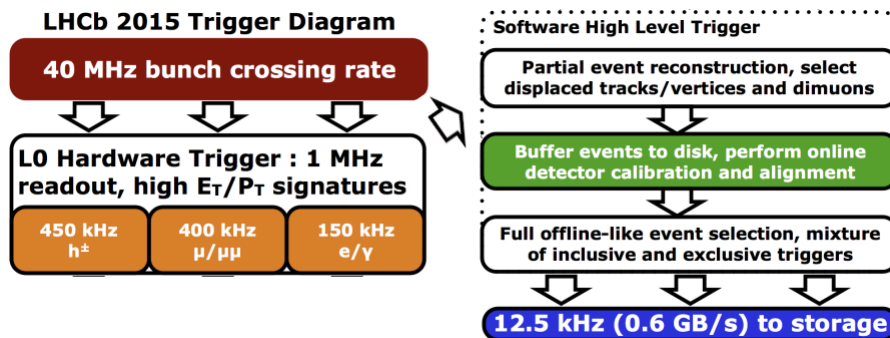 LHCb 2015 Trigger Diagram
40 MHz bunch crossing rate
L0 Hardware Trigger : 1 MHz
readout, high Eᴛ/Pᴛ signatures
450 kHz
h±
400 kHz
μ/μμ
150 kHz
e/γ
Software High Level Trigger
Partial event reconstruction, select
displaced tracks/vertices and dimuons
Buffer events to disk, perform online
detector calibration and alignment
Full offline-like event selection, mixture
of inclusive and exclusive triggers
12.5 kHz (0.6 GB/s) to storage